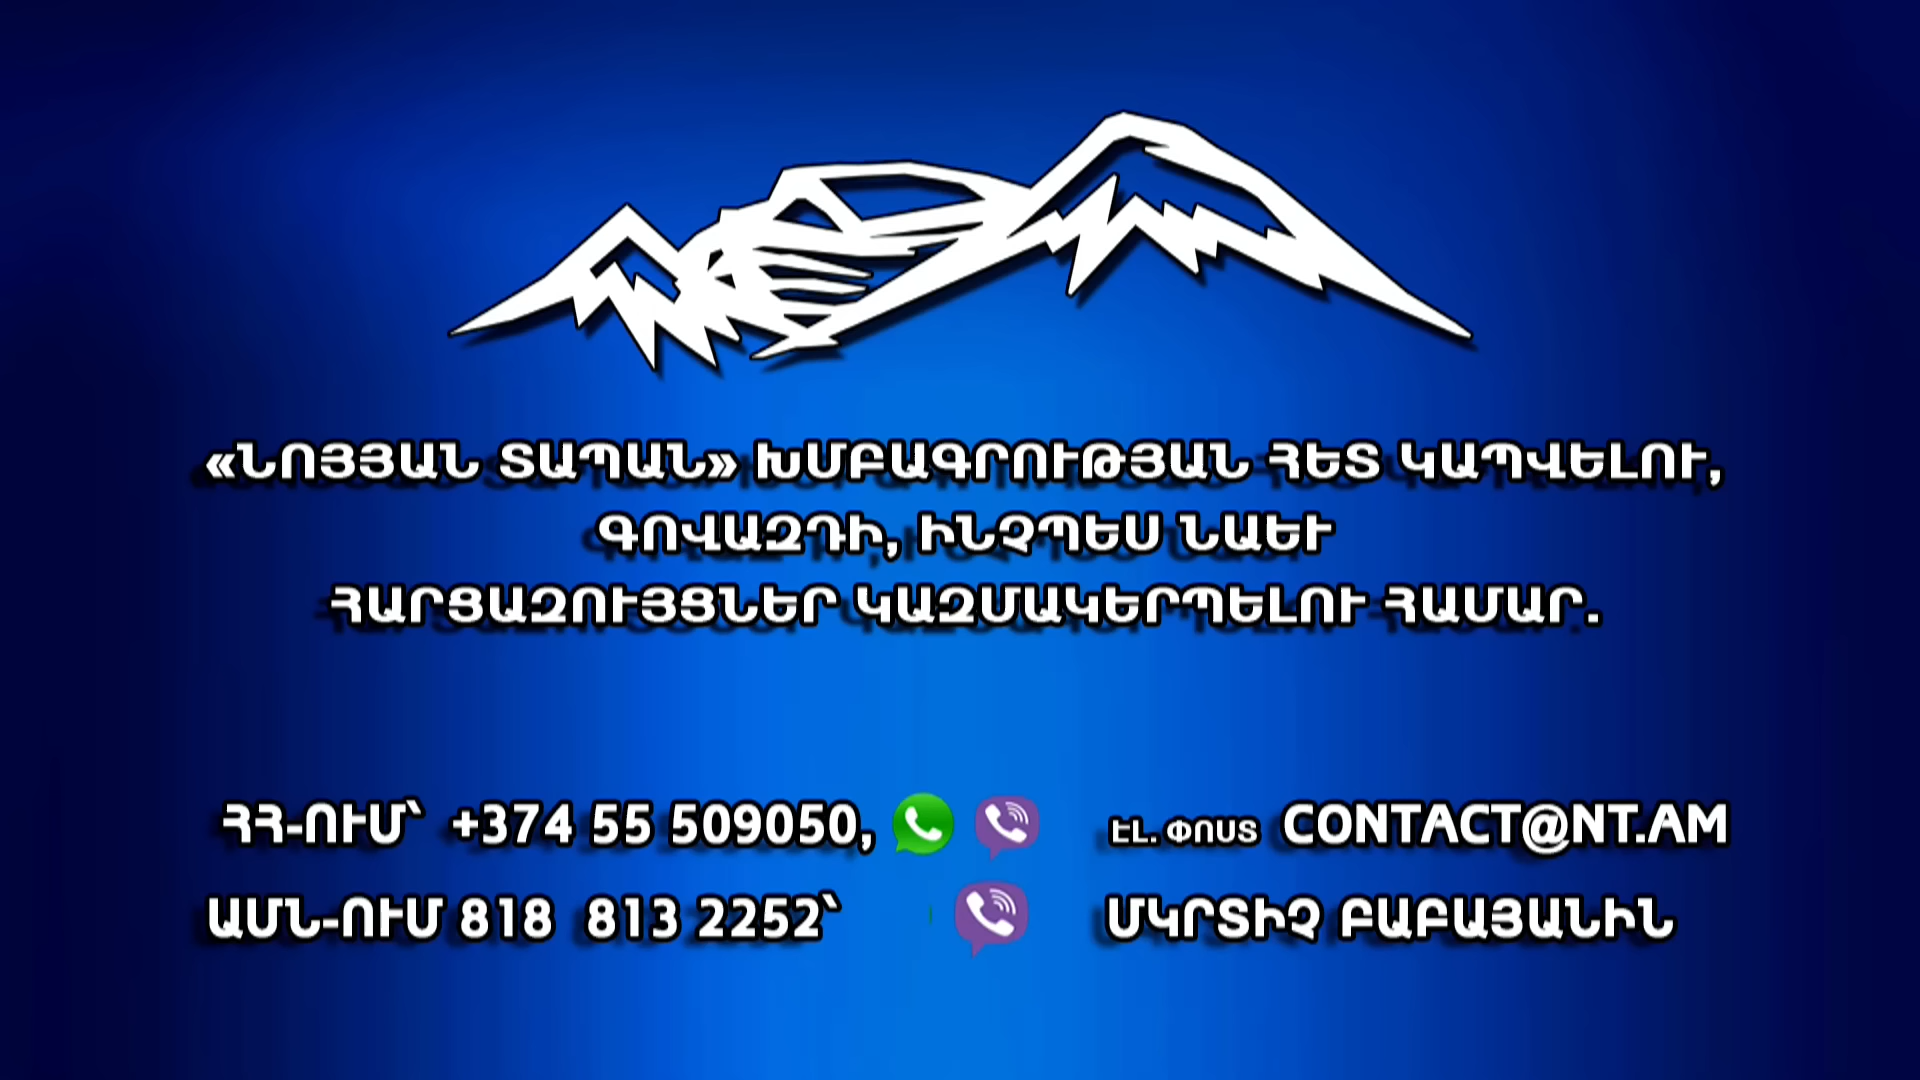 «ՆՈՅՅԱՆ ՏԱՊԱՆ» ԽՄԲԱԳՐՈՒԹՅԱՆ ՀԵՏ ԿԱՊՎԵԼՈՒ,
ԳՈՎԱԶԴԻ, ԻՆՉՊԵՍ ՆԱԵՒ
ՀԱՐՑԱԶՈՒՅՑՆԵՐ ԿԱԶՄԱԿԵՐՊԵԼՈՒ ՀԱՄԱՐ.
ՀՀ-ՈՒՄ՝ +374 55 509050, ԷԼ. ՓՈՍՏ CONTACT@NT.AM
ԱՄՆ-ՈՒՄ 818 813 2252՝ ՄԿՐՏԻՉ ԲԱԲԱՅԱՆԻՆ